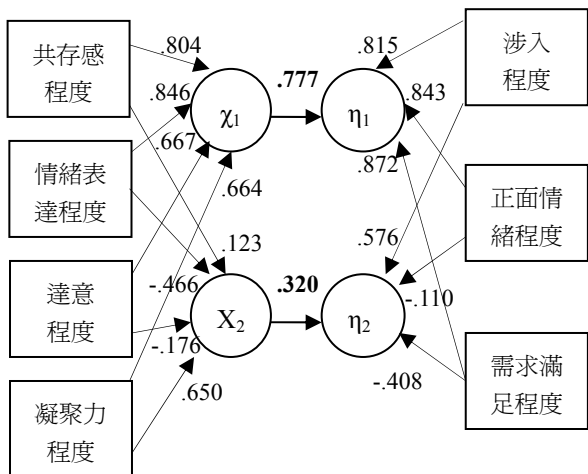 共存感
程度
情緒表
達程度
達意
程度
凝聚力
程度
.804
.846
.667
.664
.123
-.466
-.176
.650
χ1
X2
.777
.320
η1
η2
.815
.843
.872
.576
-.110
-.408
涉入
程度
正面情
緒程度
需求滿
足程度